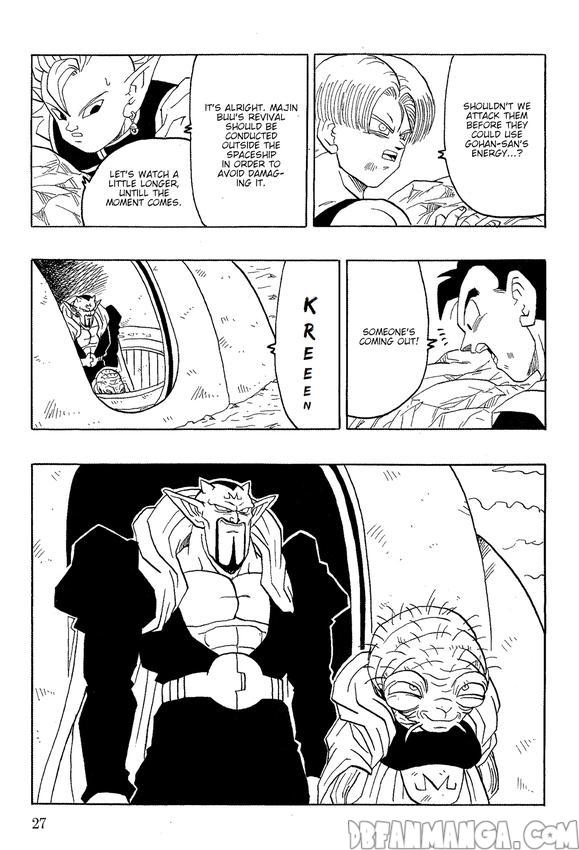 SHOULDN'T WE
ATTACK THEM
BEFORE THEY
COULD USE
GOHAN-SAN'S
ENERGY...?
IT'S ALRIGHT. MAJIN
BUU'S REVIVAL
SHOULD BE
CONDUCTED
OUTSIDE THE
SPACESHIP
IN ORDER TO
AVOID DAMAG-
ING IT.
LET'S WATCH A
LITTLE LONGER,
UNTILL THE
MOMENT COMES.
SOMEONE'S
COMING OUT!
KREEEN
M
M
27
DBFANMANGA.COM